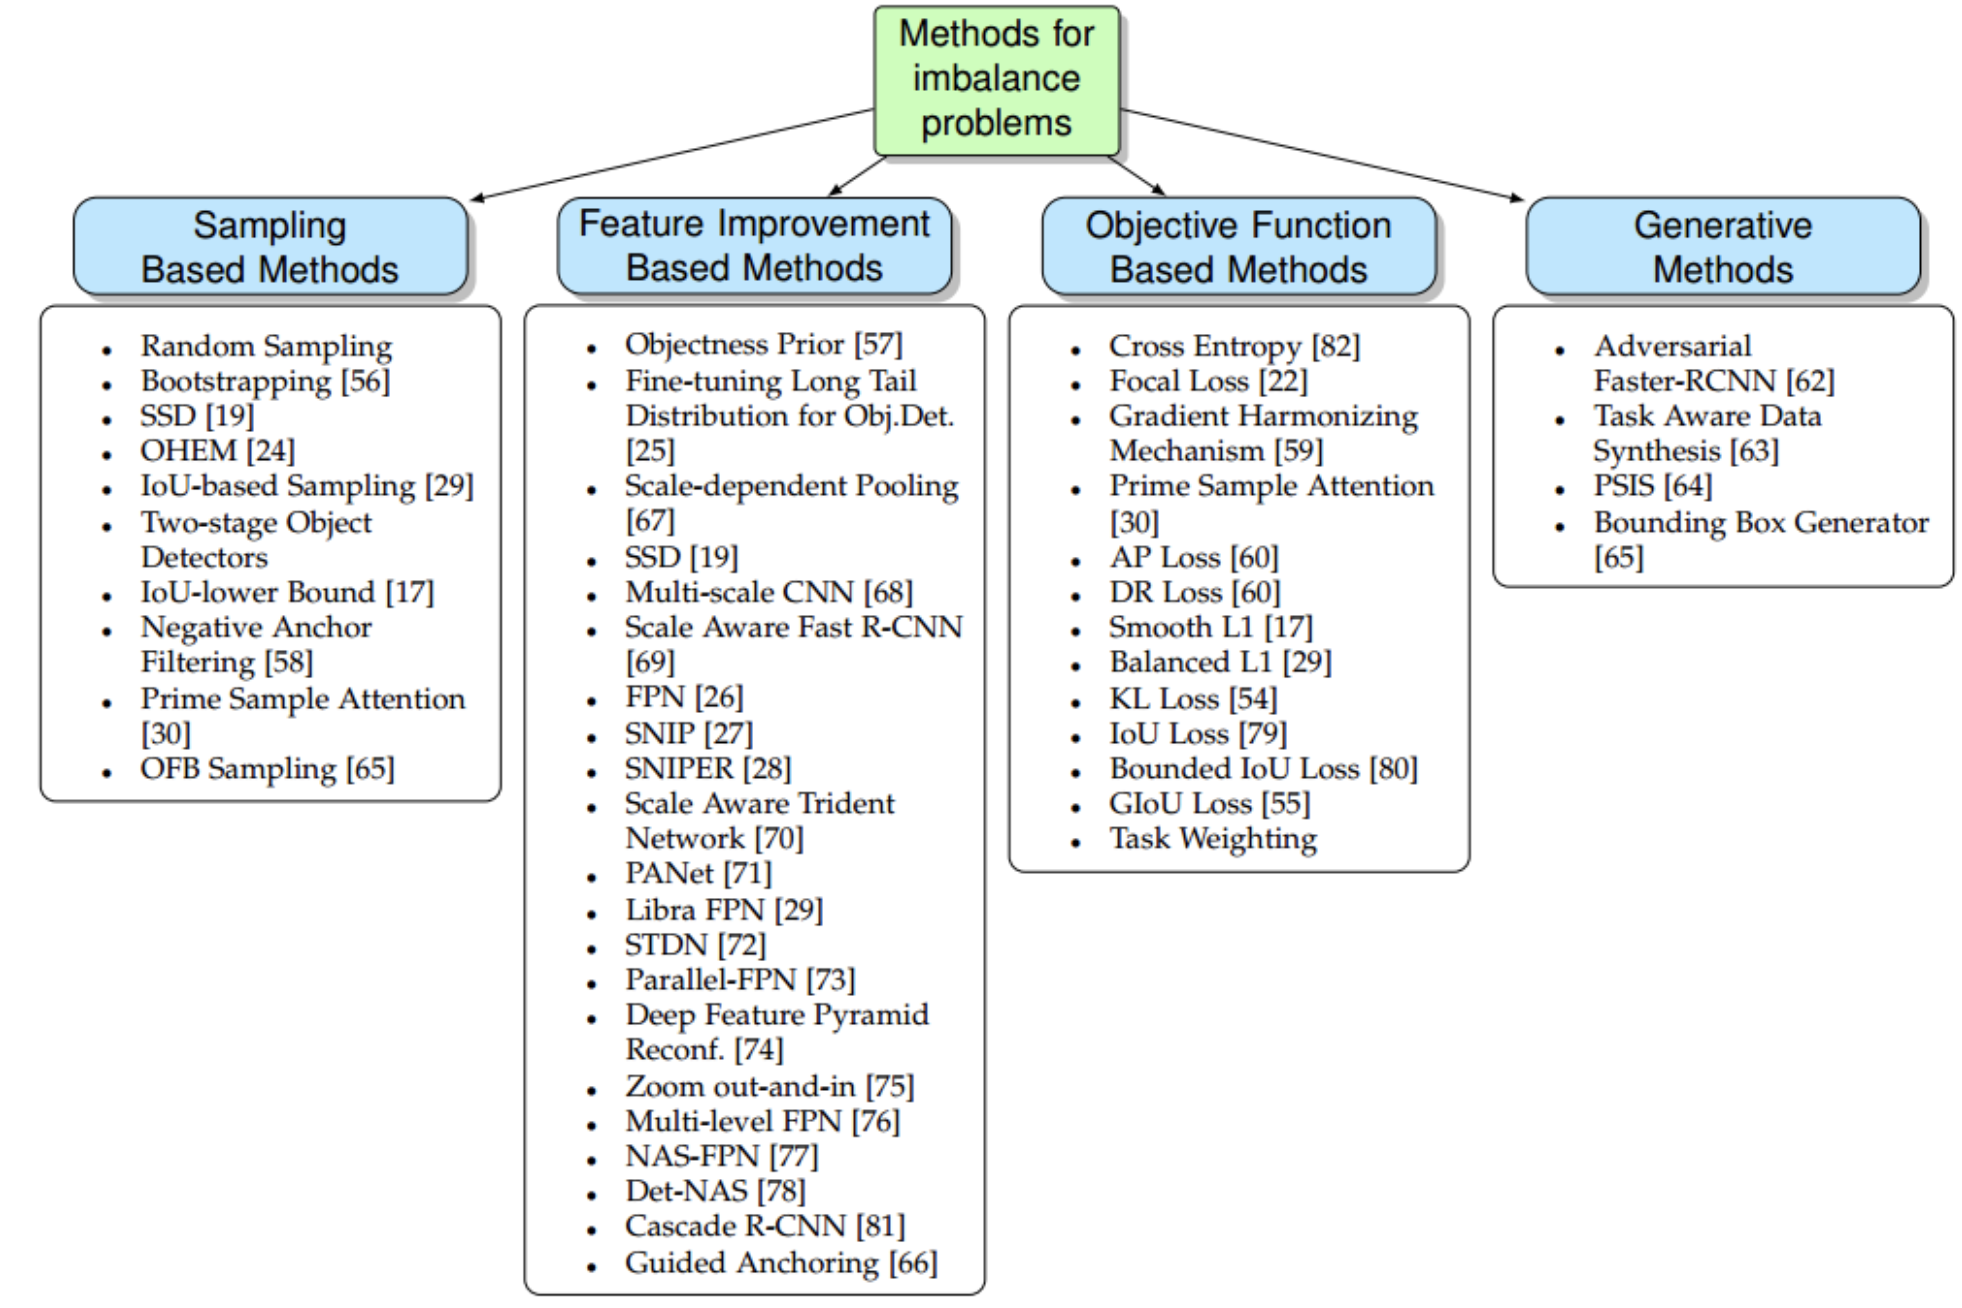 Methods for
imbalance
problems
Sampling
Based Methods
• Random Sampling
• Bootstrapping [56]
• SSD [19]
• OHEM [24]
• IoU-based Sampling [29]
• Two-stage Object
Detectors
• IoU-lower Bound [17]
• Negative Anchor
Filtering [58]
• Prime Sample Attention
[30]
• OFB Sampling [65]
Feature Improvement
Based Methods
• Objectness Prior [57]
• Fine-tuning Long Tail
Distribution for Obj.Det.
[25]
• Scale-dependent Pooling
[67]
• SSD [19]
• Multi-scale CNN [68]
• Scale Aware Fast R-CNN
[69]
• FPN [26]
• SNIP [27]
• SNIPER [28]
• Scale Aware Trident
Network [70]
• PANet [71]
• Libra FPN [29]
• STDN [72]
• Parallel-FPN [73]
• Deep Feature Pyramid
Reconf. [74]
• Zoom out-and-in [75]
• Multi-level FPN [76]
• NAS-FPN [77]
• Det-NAS [78]
• Cascade R-CNN [81]
• Guided Anchoring [66]
Objective Function
Based Methods
• Cross Entropy [82]
• Focal Loss [22]
• Gradient Harmonizing
Mechanism [59]
• Prime Sample Attention
[30]
• AP Loss [60]
• DR Loss [60]
• Smooth L1 [17]
• Balanced L1 [29]
• KL Loss [54]
• IoU Loss [79]
• Bounded IoU Loss [80]
• GIoU Loss [55]
• Task Weighting
Generative
Methods
• Adversarial
Faster-RCNN [62]
• Task Aware Data
Synthesis [63]
• PSIS [64]
• Bounding Box Generator
[65]